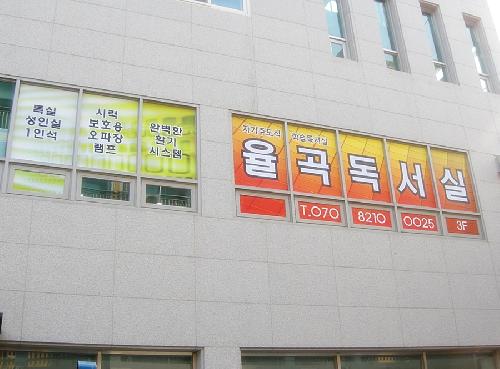 특실
성인실
1인석
시력
보호용
오파장
램프
완벽환
환기
시스템
자기주도식 학습독서실
율곡독서실
T.070 8210 0025 3F